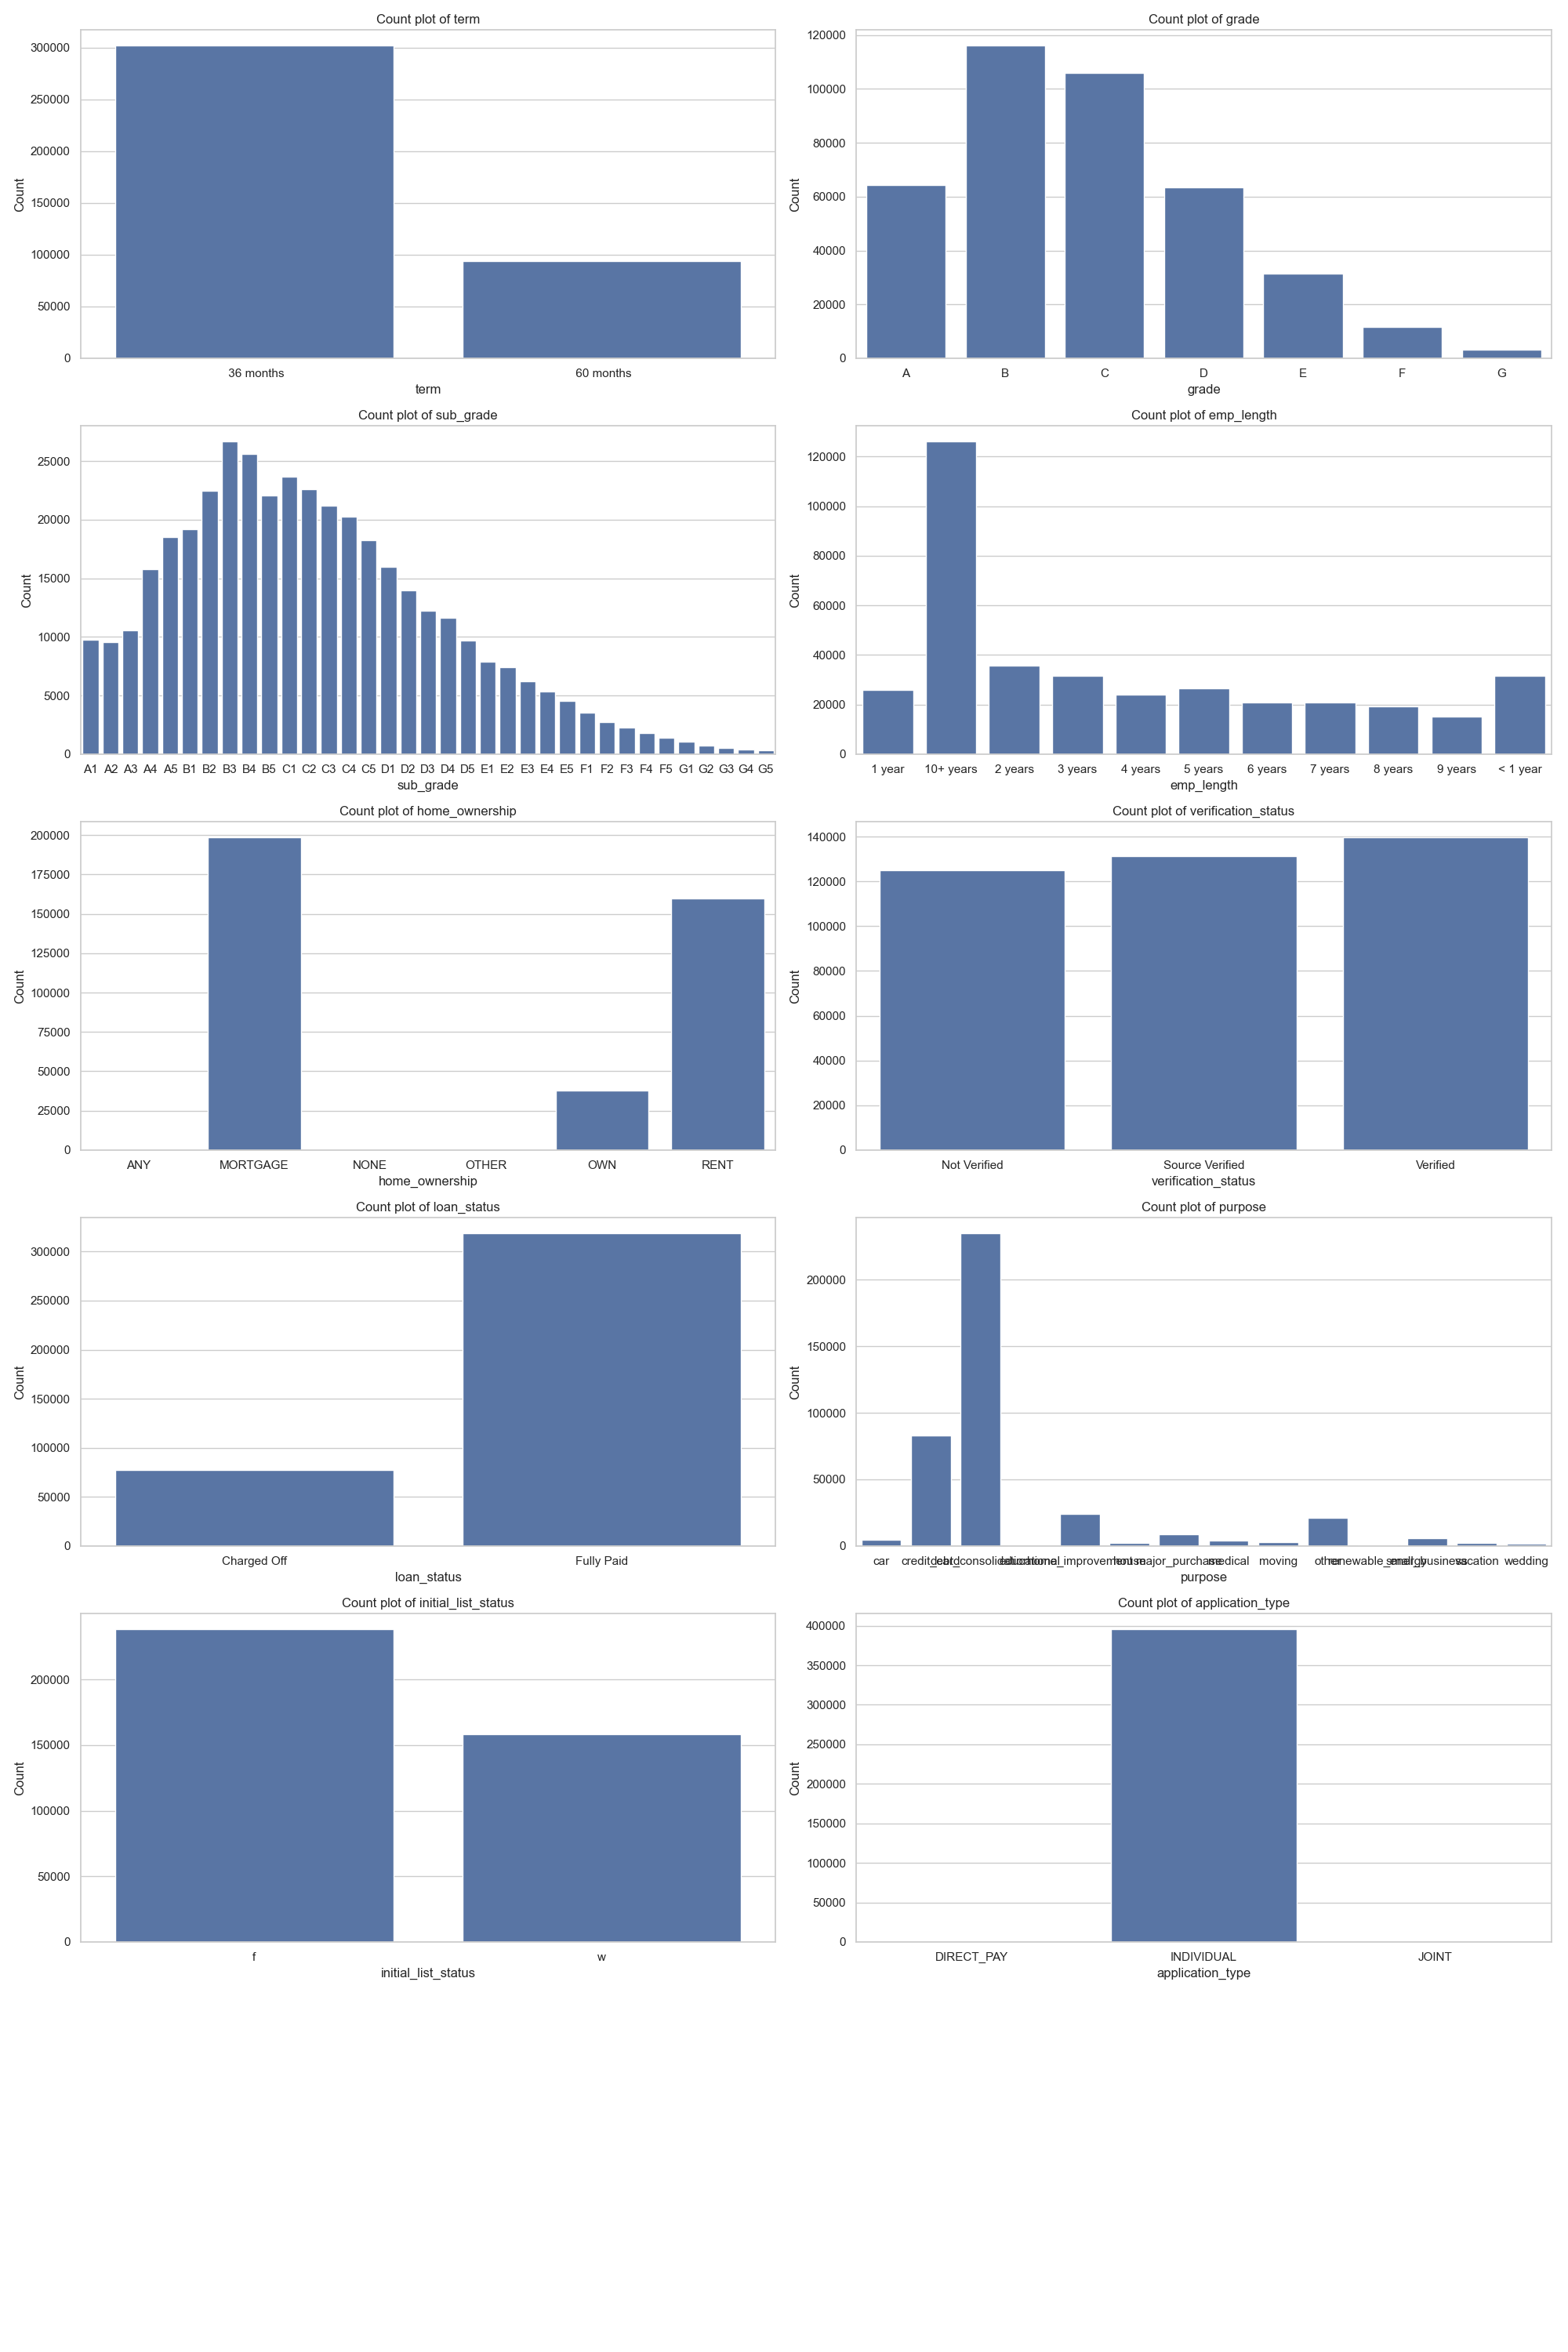 Count plot of term
300000
250000
200000
150000
100000
50000
0
Count
36 months 60 months
term
Count plot of grade
120000
100000
80000
60000
40000
20000
0
Count
A B C D E F G
grade
Count plot of sub_grade
25000
20000
15000
10000
5000
0
Count
A1 A2 A3 A4 A5 B1 B2 B3 B4 B5 C1 C2 C3 C4 C5 D1 D2 D3 D4 D5 E1 E2 E3 E4 E5 F1 F2 F3 F4 F5 G1 G2 G3 G4 G5
sub_grade
Count plot of emp_length
120000
100000
80000
60000
40000
20000
0
Count
1 year 10+ years 2 years 3 years 4 years 5 years 6 years 7 years 8 years 9 years < 1 year
emp_length
Count plot of home_ownership
200000
175000
150000
125000
100000
75000
50000
25000
0
Count
ANY MORTGAGE NONE OTHER OWN RENT
home_ownership
Count plot of verification_status
140000
120000
100000
80000
60000
40000
20000
0
Count
Not Verified Source Verified Verified
verification_status
Count plot of loan_status
300000
250000
200000
150000
100000
50000
0
Count
Charged Off Fully Paid
loan_status
Count plot of purpose
200000
150000
100000
50000
0
Count
car credit_card debt_consolidation educational home_improvement house major_purchase medical moving other renewable_energy small_business vacation wedding
purpose
Count plot of initial_list_status
200000
150000
100000
50000
0
Count
f w
initial_list_status
Count plot of application_type
400000
350000
300000
250000
200000
150000
100000
50000
0
Count
DIRECT_PAY INDIVIDUAL JOINT
application_type